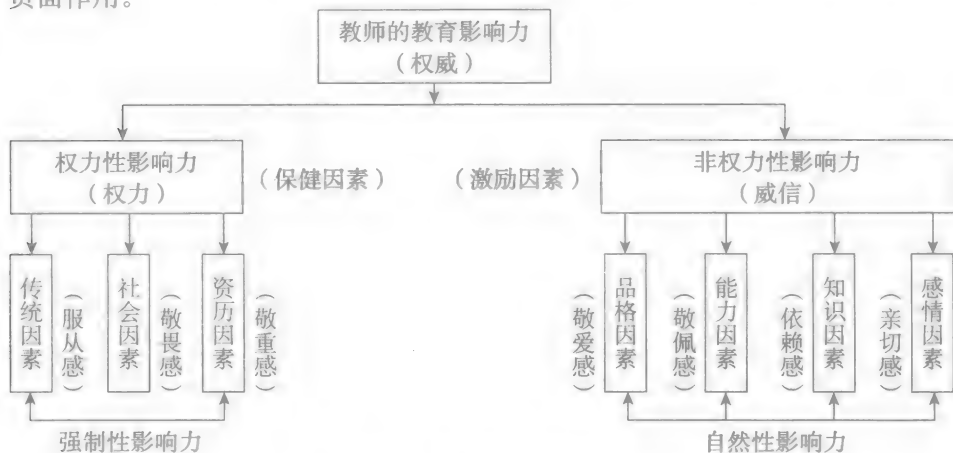 负面作用。
教师的教育影响力
（权威）
权力性影响力
（权力）
（保健因素）
（激励因素）
非权力性影响力
（威信）
传统因素
（服从感）
社会因素
（敬畏感）
资历因素
（敬重感）
（敬爱感）
品格因素
（敬佩感）
能力因素
（依赖感）
知识因素
（亲切感）
感情因素
强制性影响力
自然性影响力